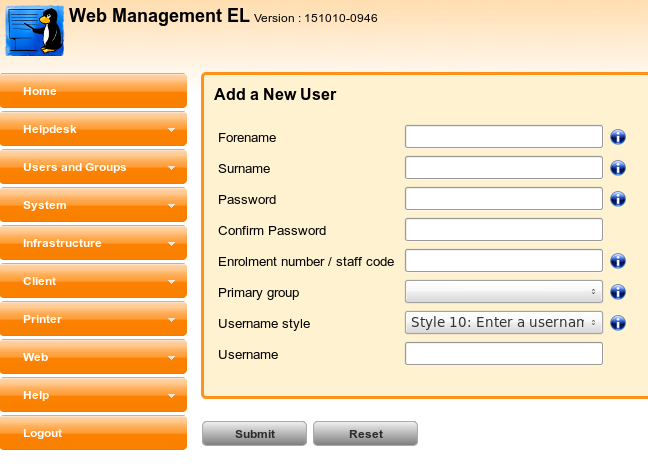 Web Management EL Version : 151010-0946
Home
Helpdesk
Users and Groups
System
Infrastructure
Client
Printer
Web
Help
Logout
Add a New User
Forename
Surname
Password
Confirm Password
Enrolment number / staff code
Primary group
Username style
Style 10: Enter a usernam
Username
Submit
Reset